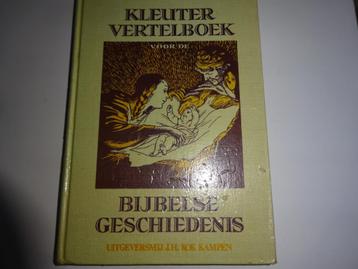 KLEUTER
VERTELBOEK
VOOR DE
BIJBELSE
GESCHIEDENIS
UITGEVERSMIJ J.H. KOK KAMPEN